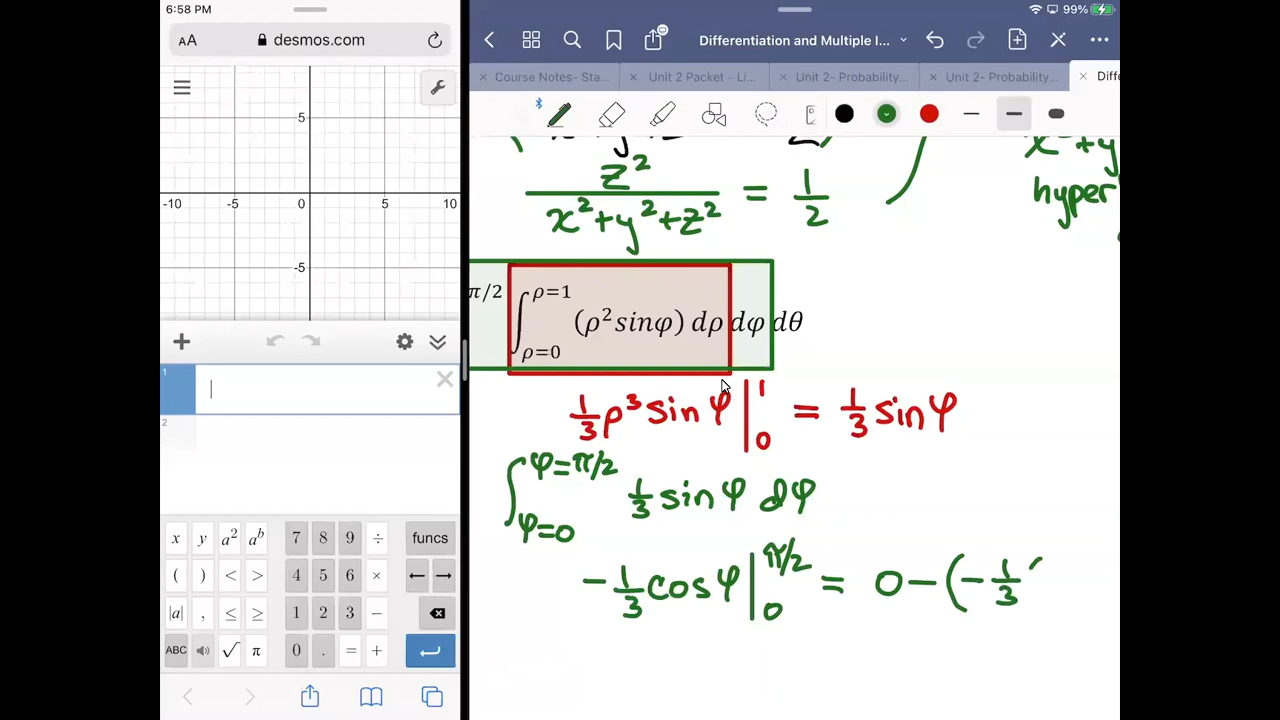 6:58 PM
99%
AA desmos.com
Differentiation and Multiple I...
Course Notes- Sta...
Unit 2 Packet - Li...
Unit 2- Probability...
Unit 2- Probability...
Diffe
5
-10 -5 0 5 10
-5
1
2
x y a² aᵇ 7 8 9 ÷ funcs
( ) < > 4 5 6 × ← →
|a| , ≤ ≥ 1 2 3 −
ABC √ π 0 . = +
z²/(x²+y²+z²) = 1/2
x²+y
hyper
π/2 ∫_{ρ=0}^{ρ=1} (ρ²sinφ) dρ dφ dθ
1/3 ρ³ sin φ |₀¹ = 1/3 sin φ
∫_{φ=0}^{φ=π/2} 1/3 sin φ dφ
-1/3 cos φ |₀^{π/2} = 0-(-1/3